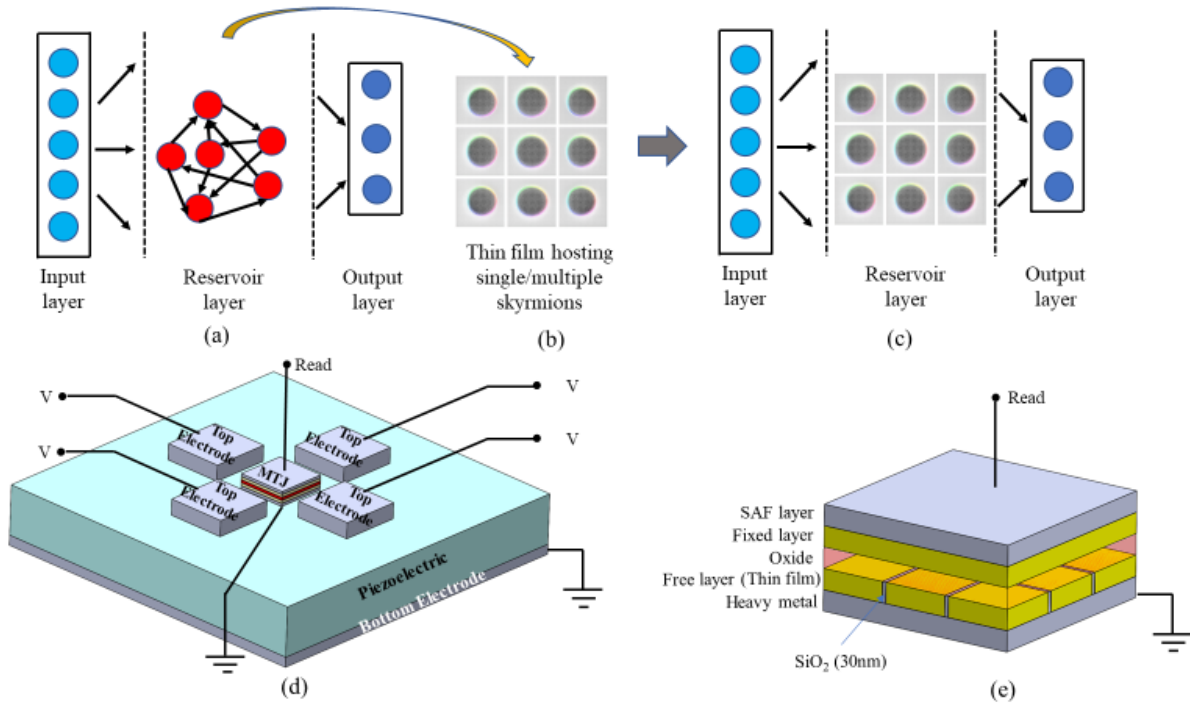 Input
layer
Reservoir
layer
Output
layer
(a)
Thin film hosting
single/multiple
skyrmions
(b)
Input
layer
Reservoir
layer
Output
layer
(c)
Read
V
V
V
V
Top
Electrode
Top
Electrode
MTJ
Top
Electrode
Top
Electrode
Piezoelectric
Bottom Electrode
(d)
Read
SAF layer
Fixed layer
Oxide
Free layer (Thin film)
Heavy metal
SiO₂ (30nm)
(e)